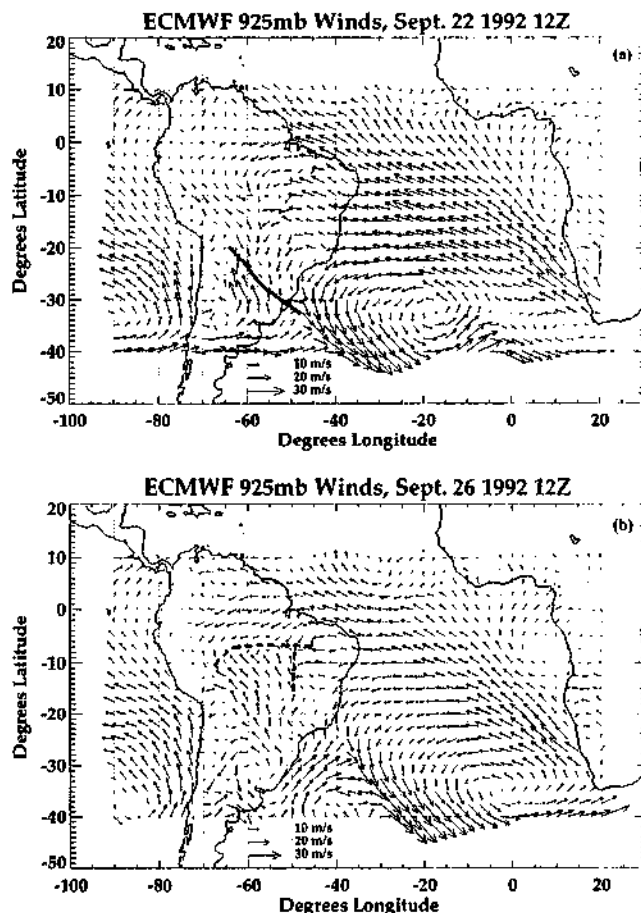 ECMWF 925mb Winds, Sept. 22 1992 12Z
(a)
20
10
0
-10
-20
-30
-40
-50
Degrees Latitude
10 m/s
20 m/s
30 m/s
-100 -80 -60 -40 -20 0 20
Degrees Longitude
ECMWF 925mb Winds, Sept. 26 1992 12Z
(b)
20
10
0
-10
-20
-30
-40
-50
Degrees Latitude
10 m/s
20 m/s
30 m/s
-100 -80 -60 -40 -20 0 20
Degrees Longitude